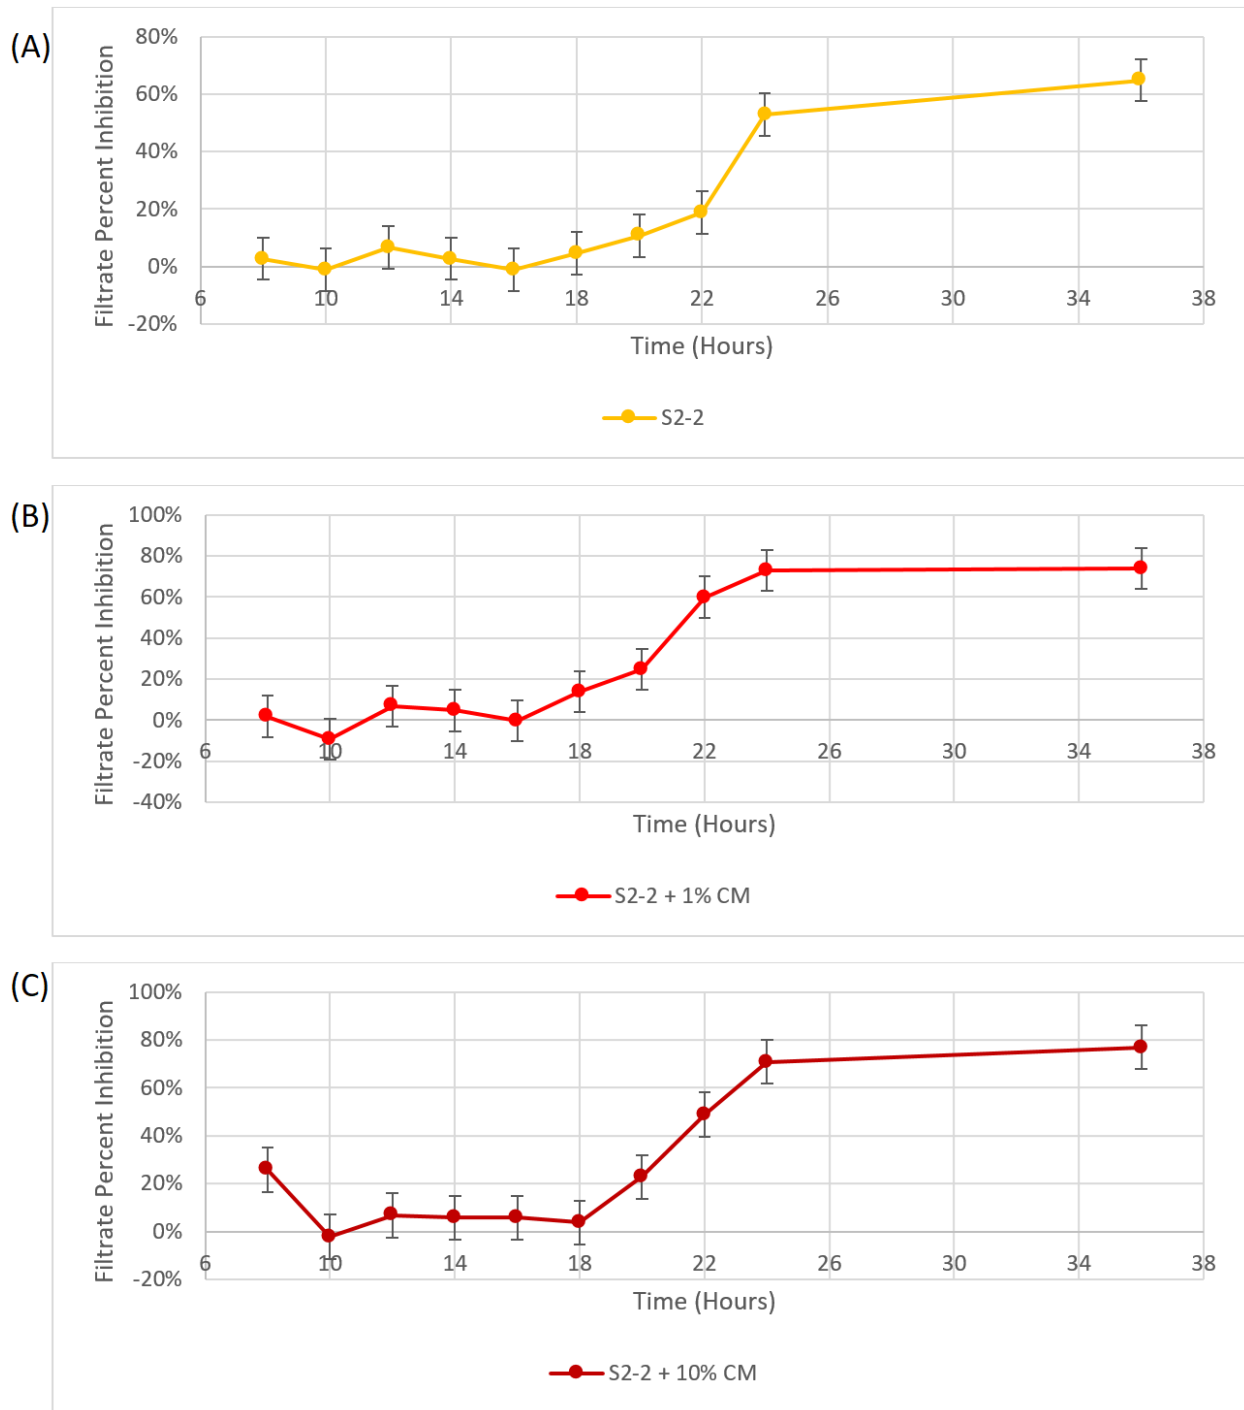 (A)
Filtrate Percent Inhibition
80%
60%
40%
20%
0%
-20%
6 10 14 18 22 26 30 34 38
Time (Hours)
S2-2
(B)
Filtrate Percent Inhibition
100%
80%
60%
40%
20%
0%
-20%
-40%
6 10 14 18 22 26 30 34 38
Time (Hours)
S2-2 + 1% CM
(C)
Filtrate Percent Inhibition
100%
80%
60%
40%
20%
0%
-20%
6 10 14 18 22 26 30 34 38
Time (Hours)
S2-2 + 10% CM